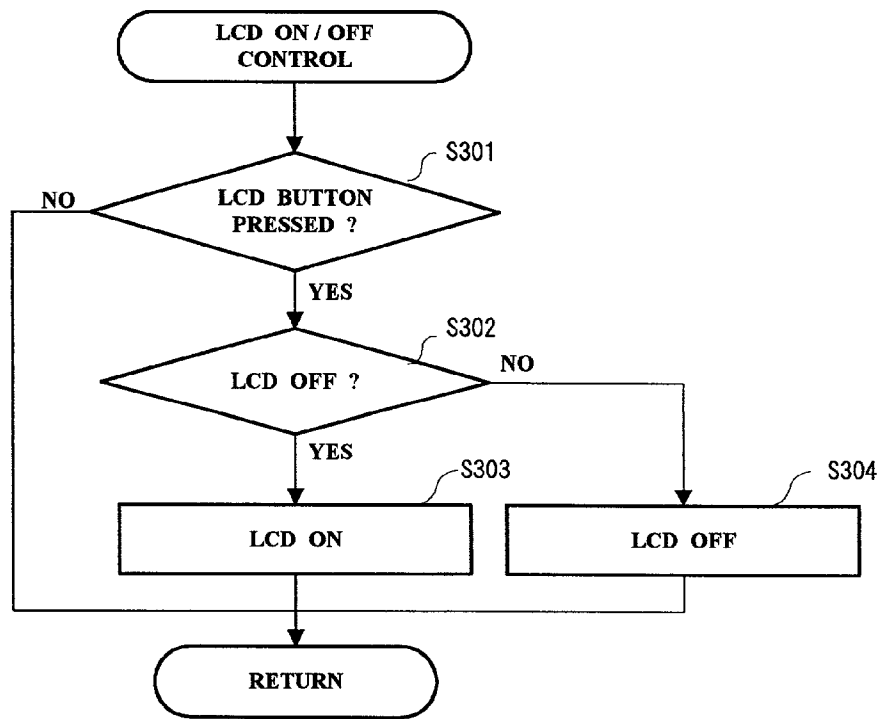 LCD ON / OFF
CONTROL
S301
NO
LCD BUTTON
PRESSED ?
YES
S302
LCD OFF ?
NO
YES
S303
S304
LCD ON
LCD OFF
RETURN